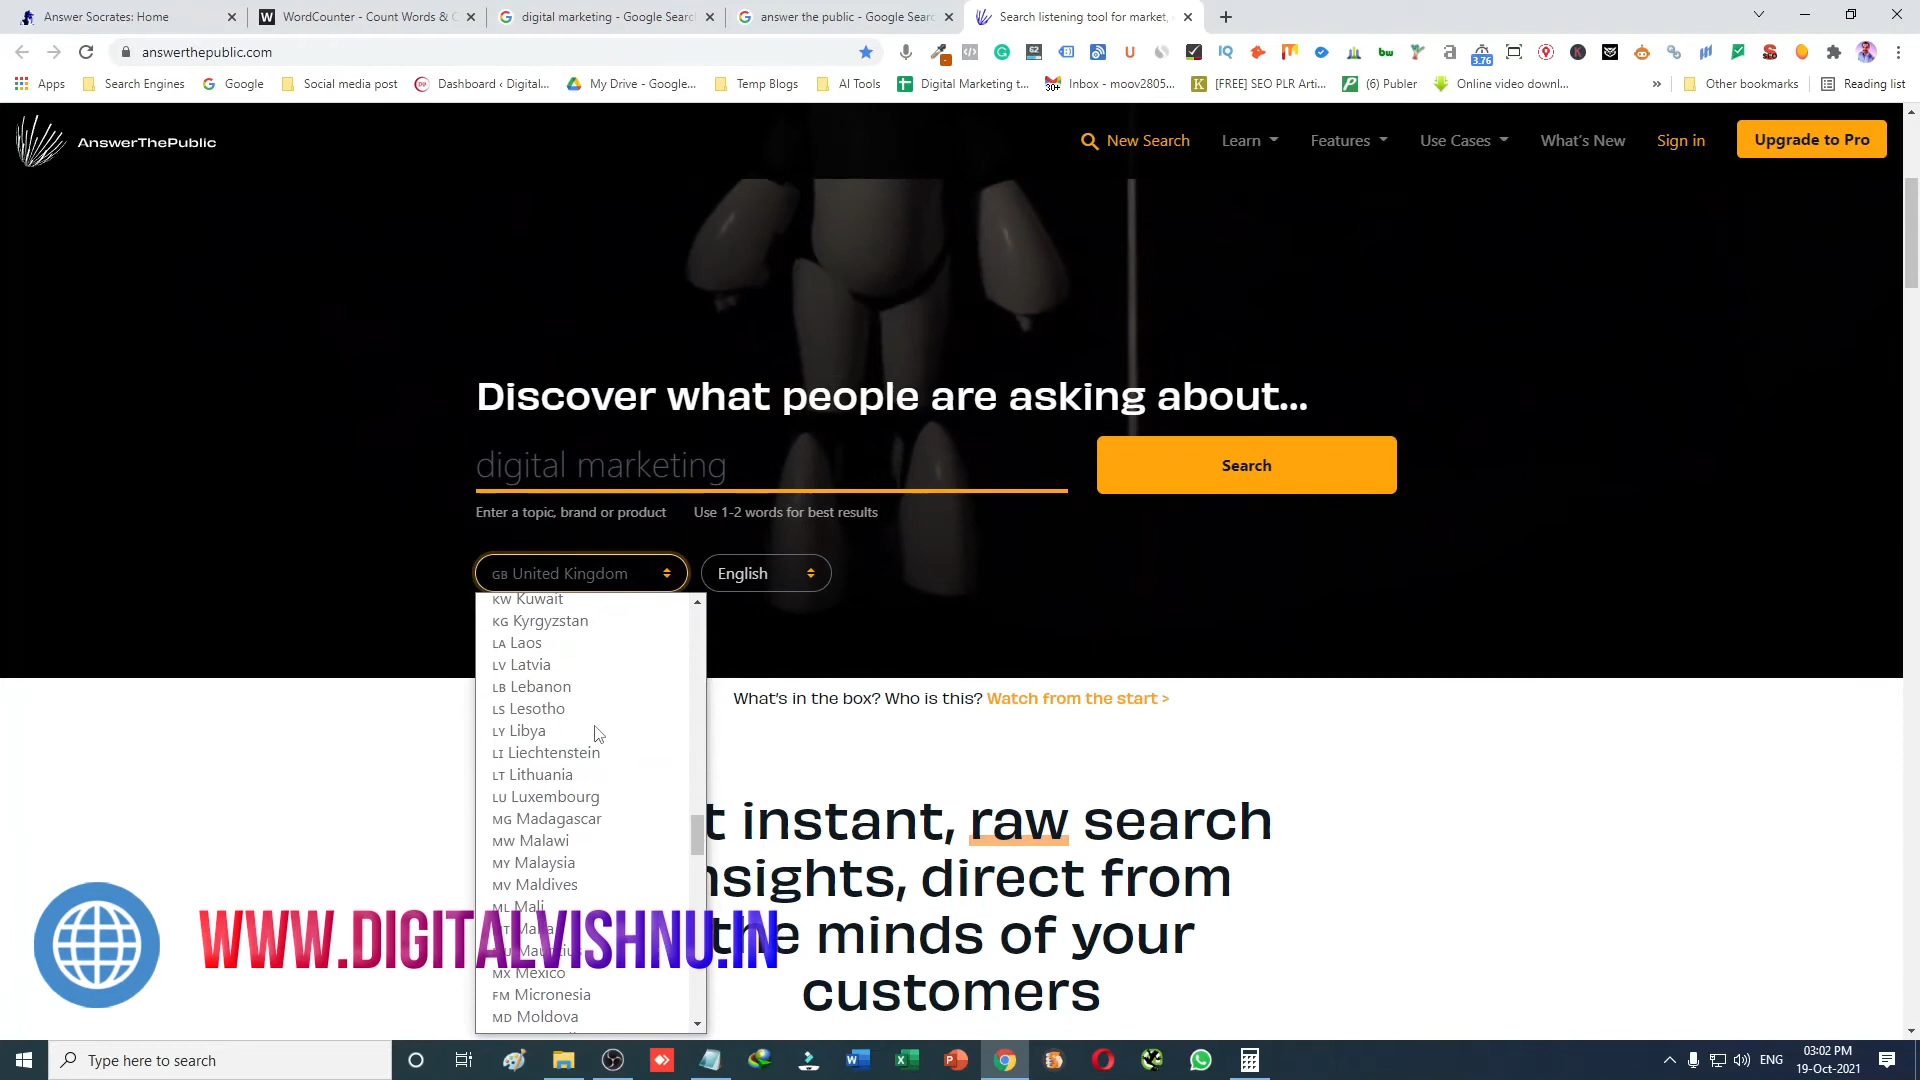 Answer Socrates: Home
WordCounter - Count Words & C
digital marketing - Google Searc
answer the public - Google Searc
Search listening tool for market,
answerthepublic.com
62
3.76
Apps
Search Engines
Google
Social media post
Dashboard ‹ Digital...
My Drive - Google...
Temp Blogs
AI Tools
Digital Marketing t...
Inbox - moov2805...
[FREE] SEO PLR Arti...
(6) Publer
Online video downl...
»
Other bookmarks
Reading list
AnswerThePublic
New Search
Learn
Features
Use Cases
What's New
Sign in
Upgrade to Pro
Discover what people are asking about...
digital marketing
Search
Enter a topic, brand or product
Use 1-2 words for best results
GB United Kingdom
English
KW Kuwait
KG Kyrgyzstan
LA Laos
LV Latvia
LB Lebanon
LS Lesotho
LY Libya
LI Liechtenstein
LT Lithuania
LU Luxembourg
MG Madagascar
MW Malawi
MY Malaysia
MV Maldives
ML Mali
MX Mexico
FM Micronesia
MD Moldova
What's in the box? Who is this? Watch from the start >
t instant, raw search
nsights, direct from
the minds of your
customers
WWW.DIGITALVISHNU.IN
Type here to search
ENG
03:02 PM
19-Oct-2021